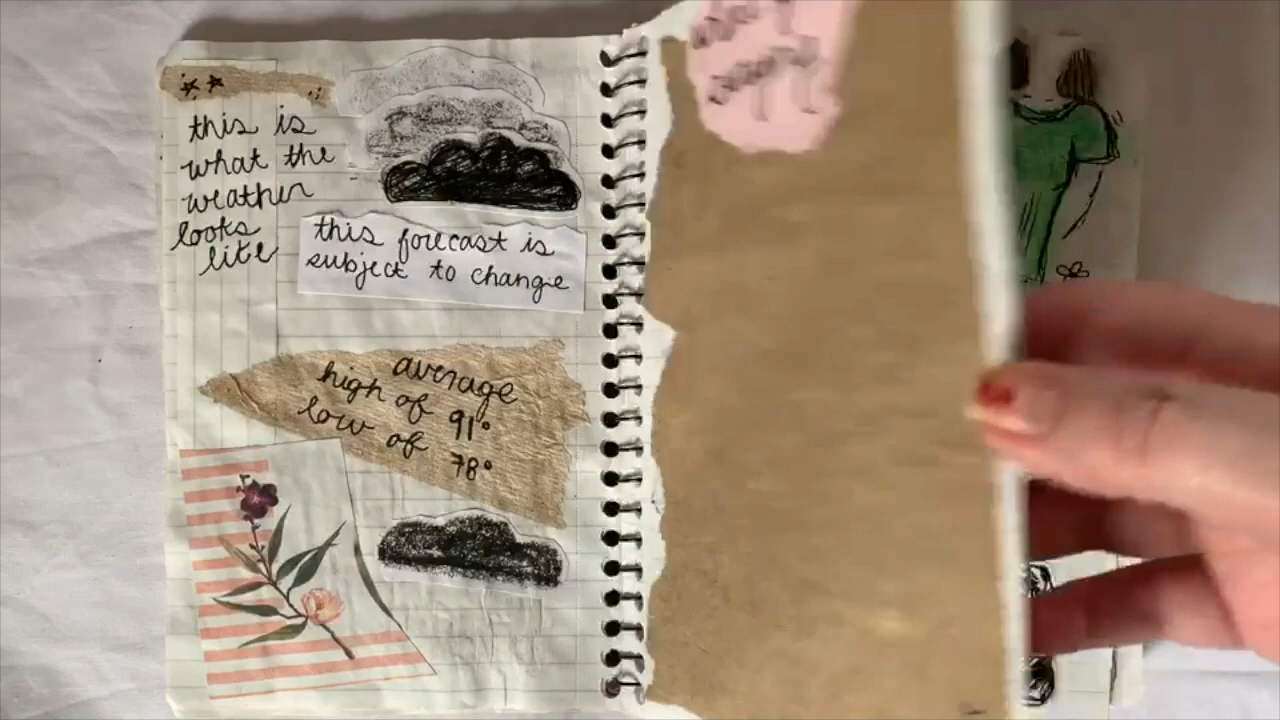 this is
what the
weather
looks
like
this forecast is
subject to change
average
high of 91°
low of 78°